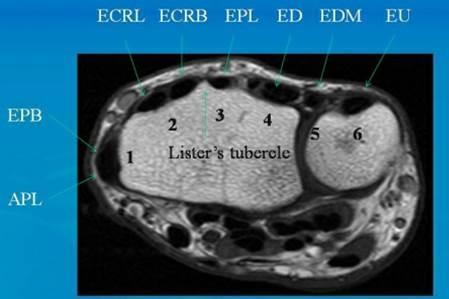 ECRL ECRB EPL ED EDM EU
EPB
APL
2 3 4 5 6
1 Lister's tubercle